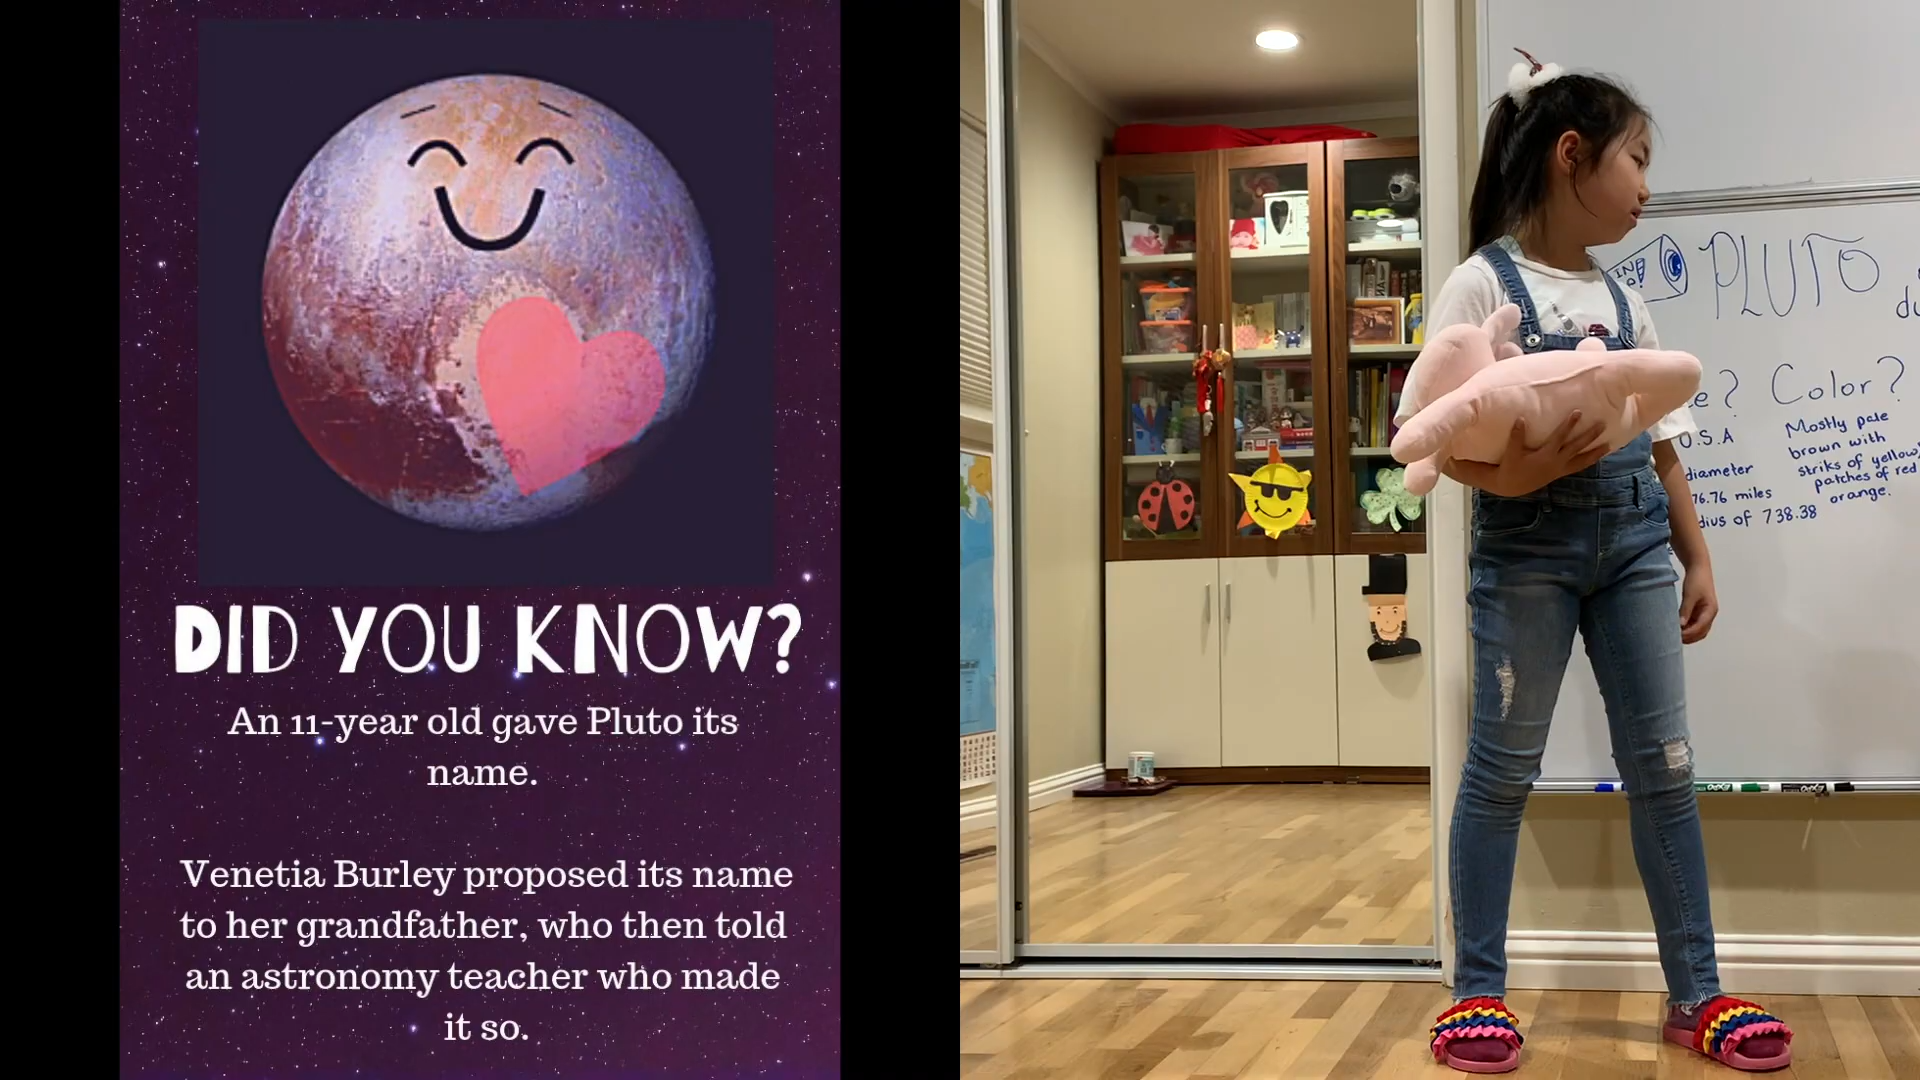 DID YOU KNOW?
An 11-year old gave Pluto its
name.
Venetia Burley proposed its name
to her grandfather, who then told
an astronomy teacher who made
it so.
IN
PLUTO
Color?
O.S.A
Mostly pale
brown with
striks of yellow,
patches of red
orange.
diameter
76.76 miles
738.38